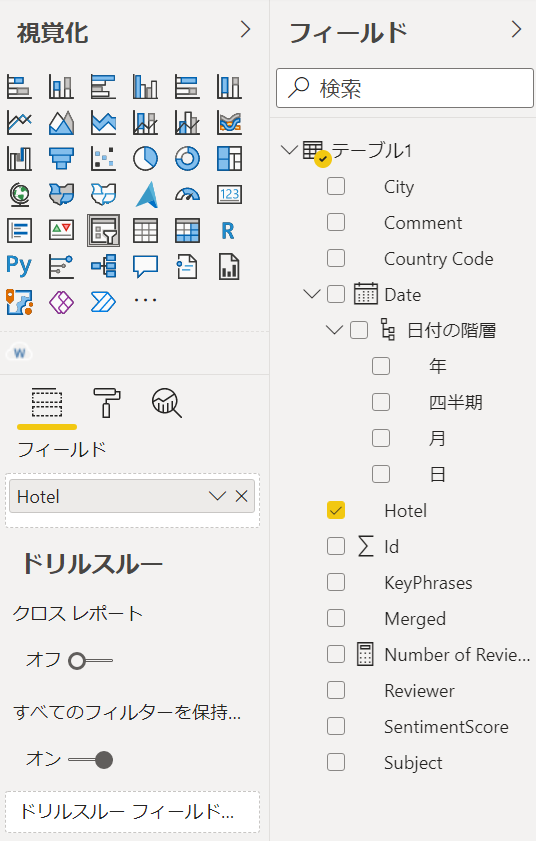 視覚化
123
R
Py
W
フィールド
Hotel
ドリルスルー
クロス レポート
オフ
すべてのフィルターを保持...
オン
ドリルスルー フィールド...
フィールド
検索
テーブル1
City
Comment
Country Code
Date
日付の階層
年
四半期
月
日
Hotel
Id
KeyPhrases
Merged
Number of Revie...
Reviewer
SentimentScore
Subject